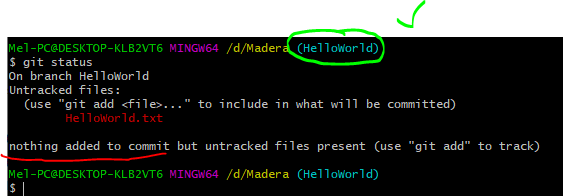 Mel-PC@DESKTOP-KLB2VT6 MINGW64 /d/Madera (HelloWorld)
$ git status
On branch HelloWorld
Untracked files:
  (use "git add <file>..." to include in what will be committed)
        HelloWorld.txt

nothing added to commit but untracked files present (use "git add" to track)

Mel-PC@DESKTOP-KLB2VT6 MINGW64 /d/Madera (HelloWorld)
$